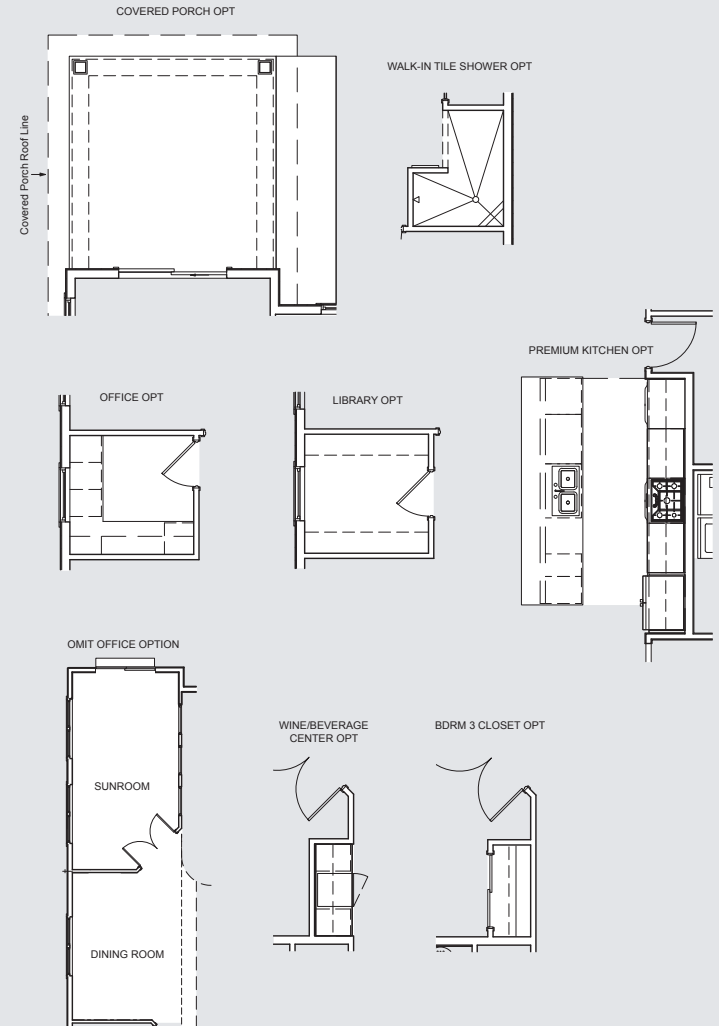 COVERED PORCH OPT
WALK-IN TILE SHOWER OPT
Covered Porch Roof Line
PREMIUM KITCHEN OPT
OFFICE OPT
LIBRARY OPT
OMIT OFFICE OPTION
SUNROOM
DINING ROOM
WINE/BEVERAGE
CENTER OPT
BDRM 3 CLOSET OPT